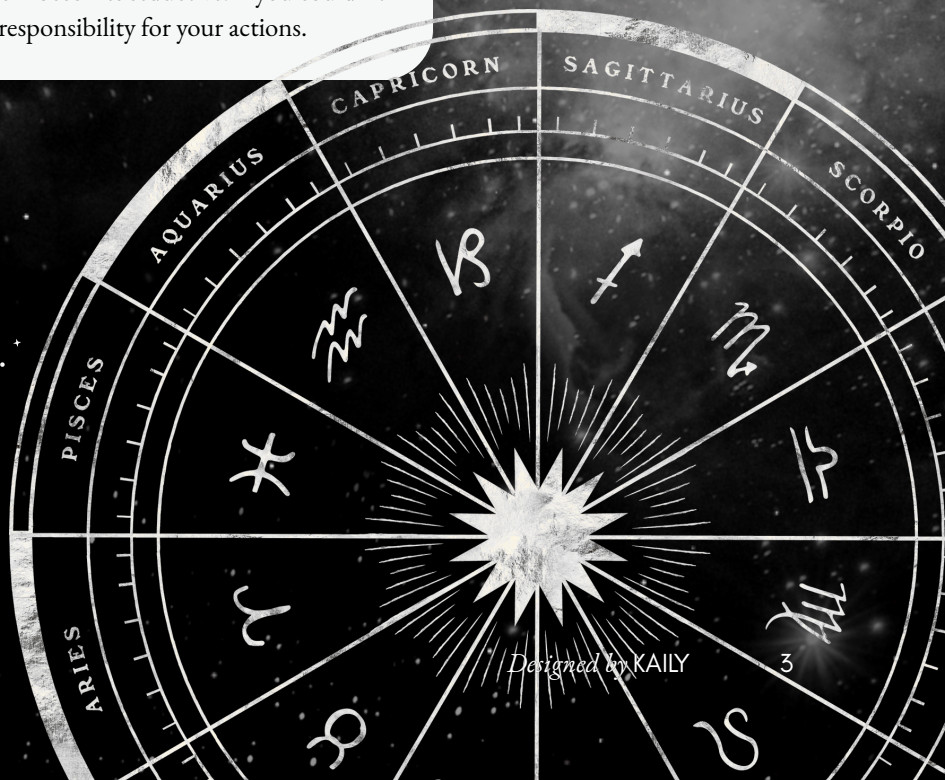 responsibility for your actions.
CAPRICORN
SAGITTARIUS
AQUARIUS
SCORPIO
PISCES
ARIES
Designed by KAILY
3